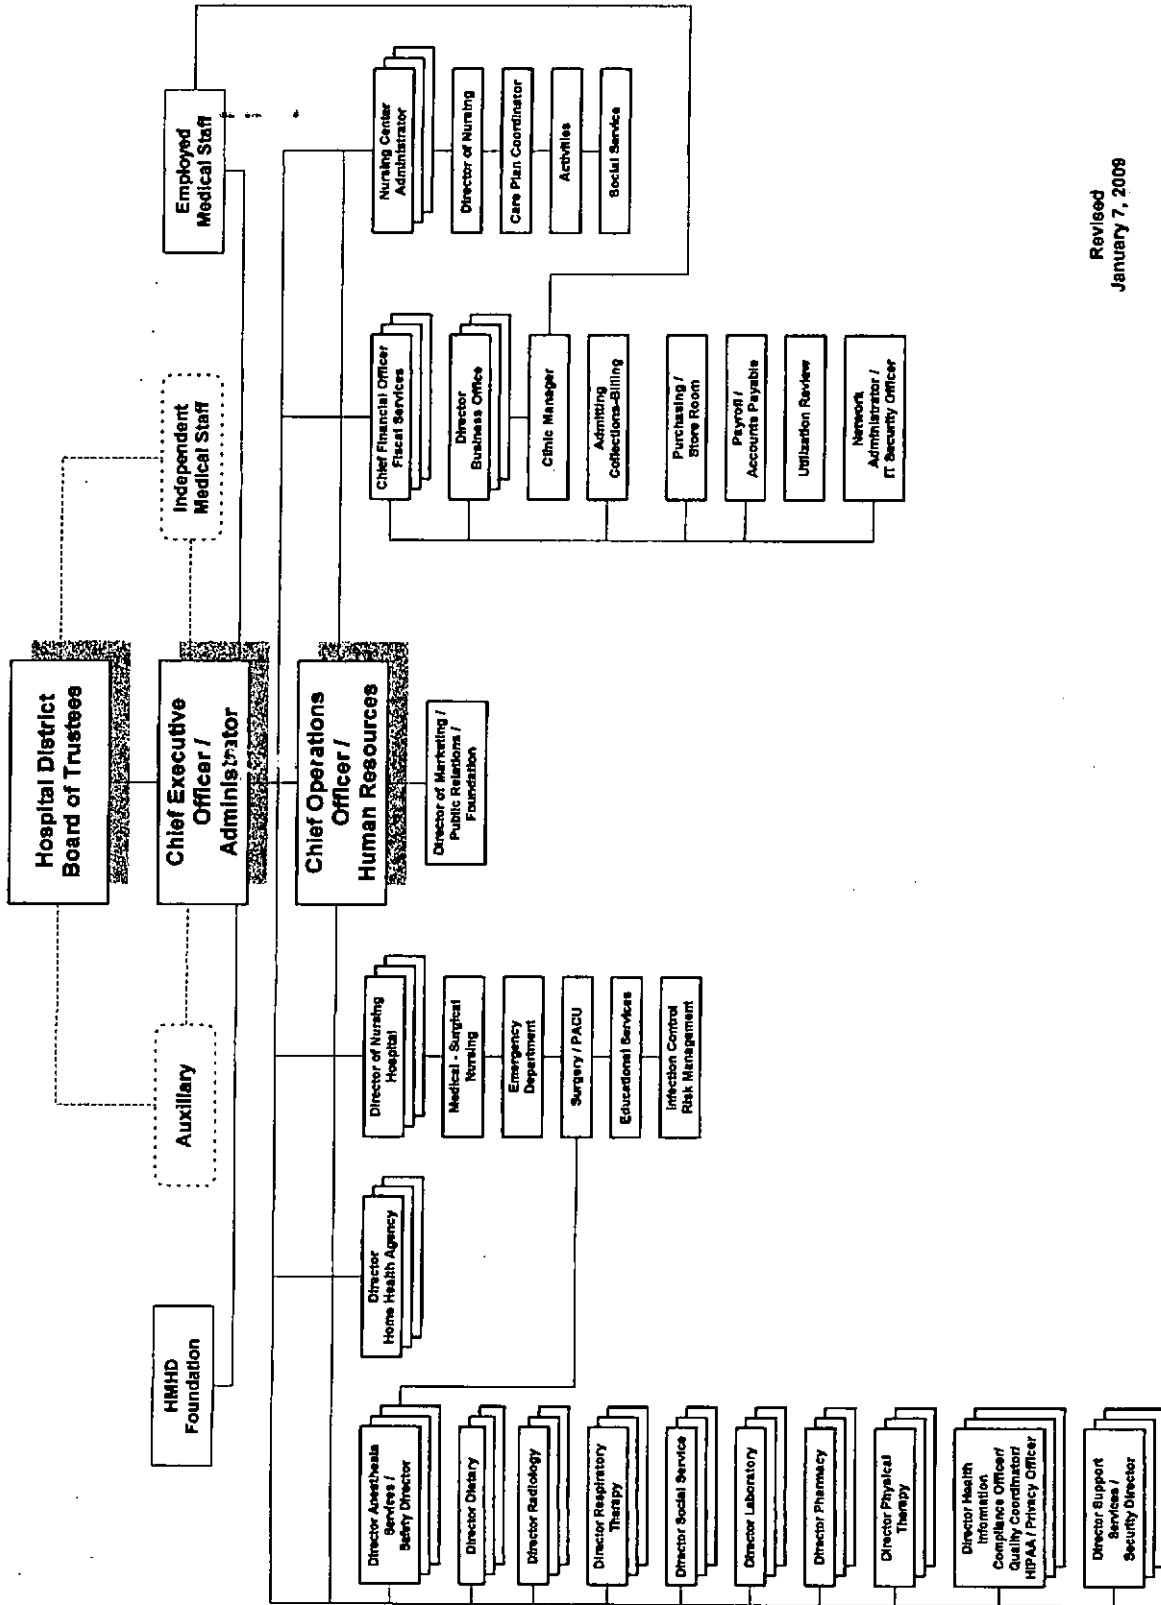 Hospital District
Board of Trustees
HMHD
Foundation
Auxillary
Chief Executive
Officer /
Administrator
Independent
Medical Staff
Employed
Medical Staff
Chief Operations
Officer /
Human Resources
Director of Marketing /
Public Relations /
Foundation
Director Anesthesia
Services /
Safety Director
Director Dietary
Director Radiology
Director Respiratory
Therapy
Director Social Service
Director Laboratory
Director Pharmacy
Director Physical
Therapy
Director Health
Information
Compliance Officer/
Quality Coordinator/
HIPAA / Privacy Officer
Director Support
Services /
Security Director
Director
Home Health Agency
Director of Nursing
Hospital
Medical - Surgical
Nursing
Emergency
Department
Surgery / PACU
Educational Services
Infection Control
Risk Management
Chief Financial Officer
Fiscal Services
Director
Business Office
Clinic Manager
Admitting
Collections-Billing
Purchasing /
Store Room
Payroll /
Accounts Payable
Utilization Review
Network
Administrator /
IT Security Officer
Nursing Center
Administrator
Director of Nursing
Care Plan Coordinator
Activities
Social Service
Revised
January 7, 2009